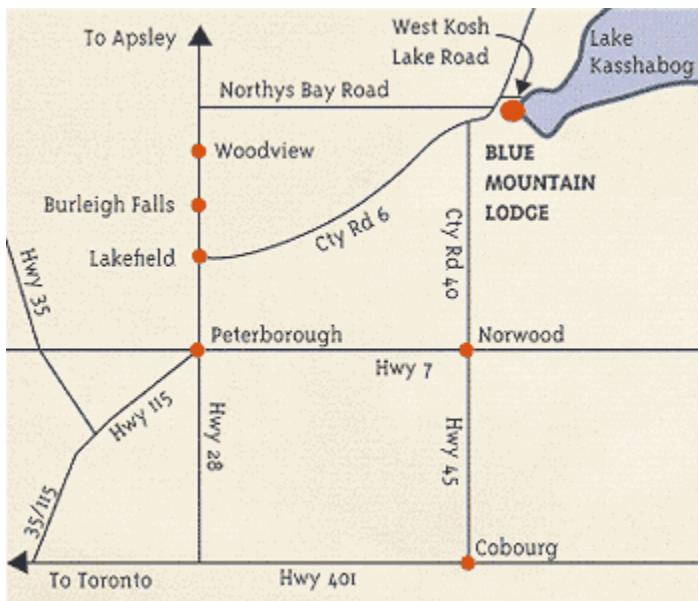 To Apsley
West Kosh
Lake Road
Lake
Kasshabog
Northys Bay Road
Woodview
BLUE
MOUNTAIN
LODGE
Burleigh Falls
Cty Rd 6
Cty Rd 40
Lakefield
Hwy 35
Peterborough
Norwood
Hwy 7
Hwy 115
Hwy 28
Hwy 45
35/115
Cobourg
To Toronto
Hwy 401